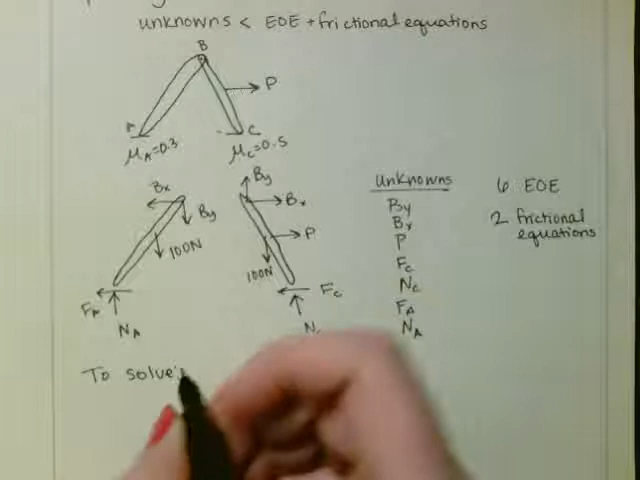 unknowns < EOE + frictional equations
B
P
A
C
μA=0.3
μC=0.5
Bx
By
100N
FA
NA
By
Bx
P
100N
Fc
N
unknowns
By
Bx
P
Fc
Nc
FA
NA
6 EOE
2 frictional
equations
To solve: